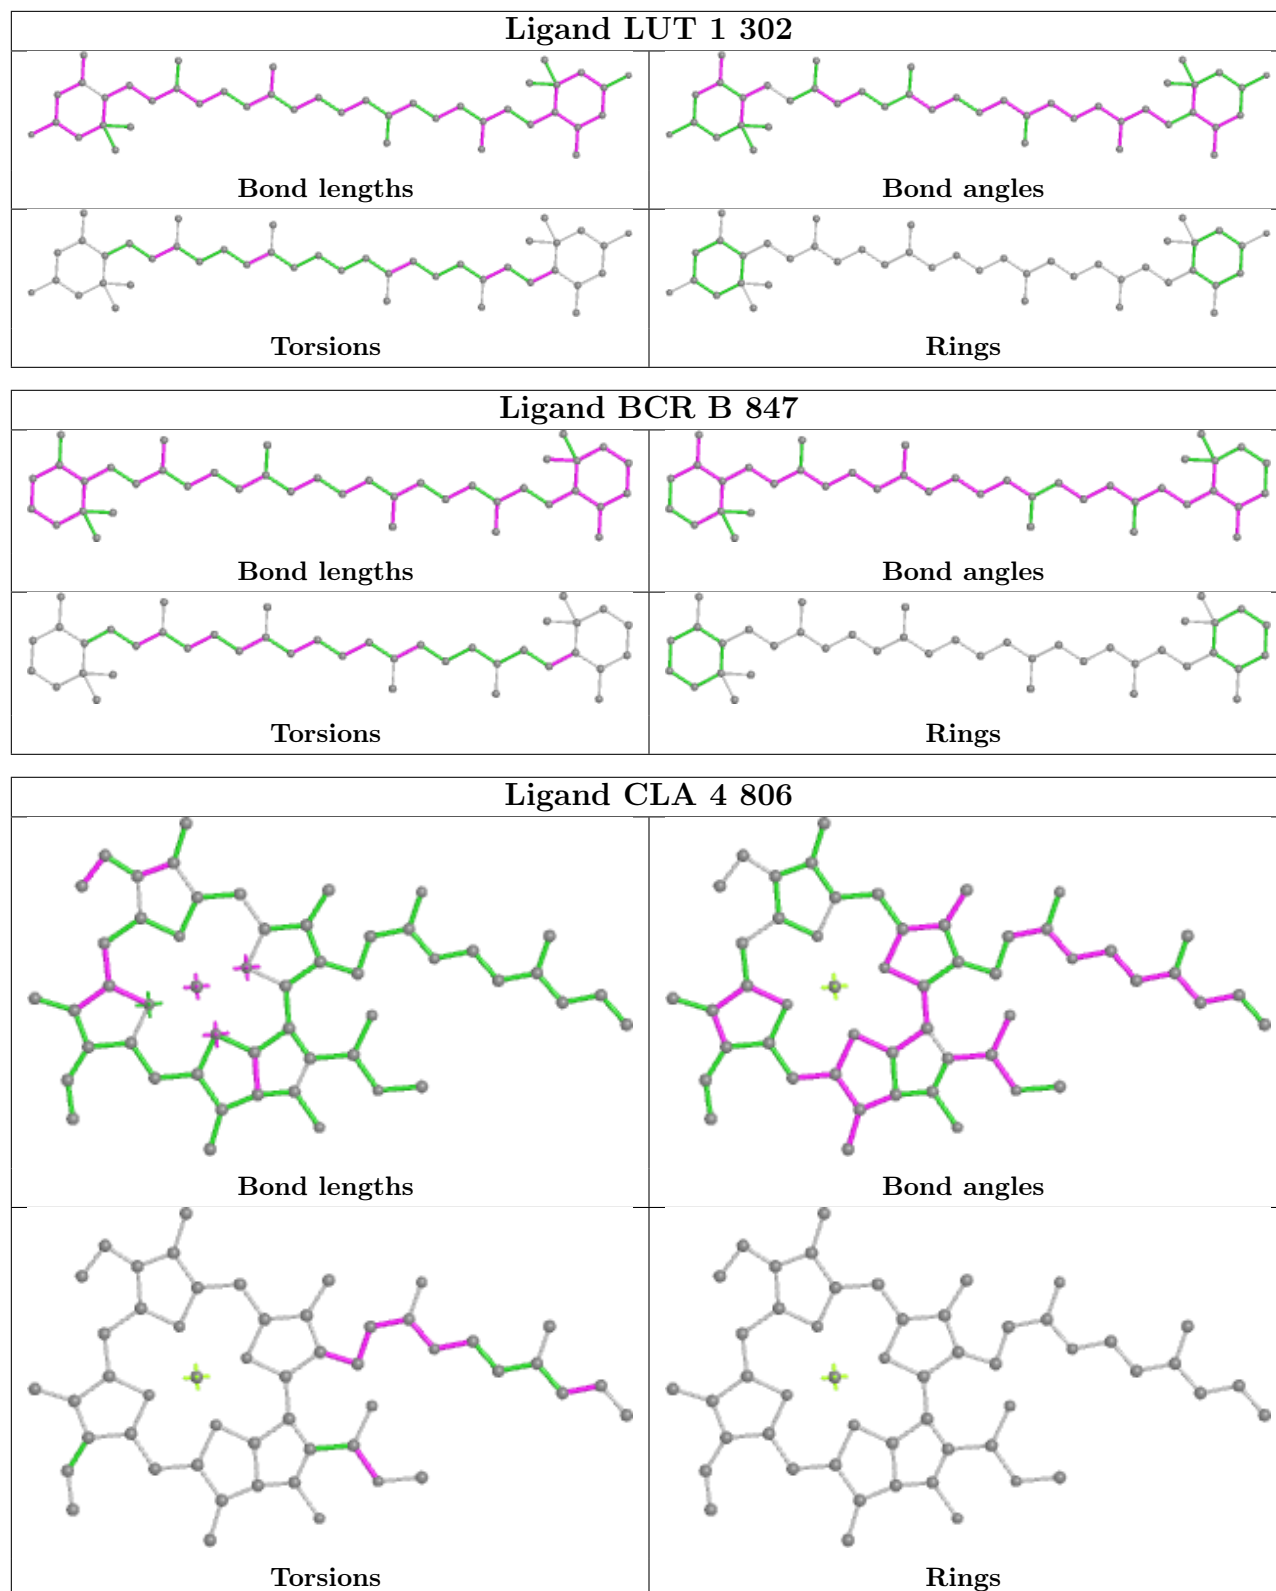 Ligand LUT 1 302
Bond lengths
Bond angles
Torsions
Rings
Ligand BCR B 847
Bond lengths
Bond angles
Torsions
Rings
Ligand CLA 4 806
Bond lengths
Bond angles
Torsions
Rings